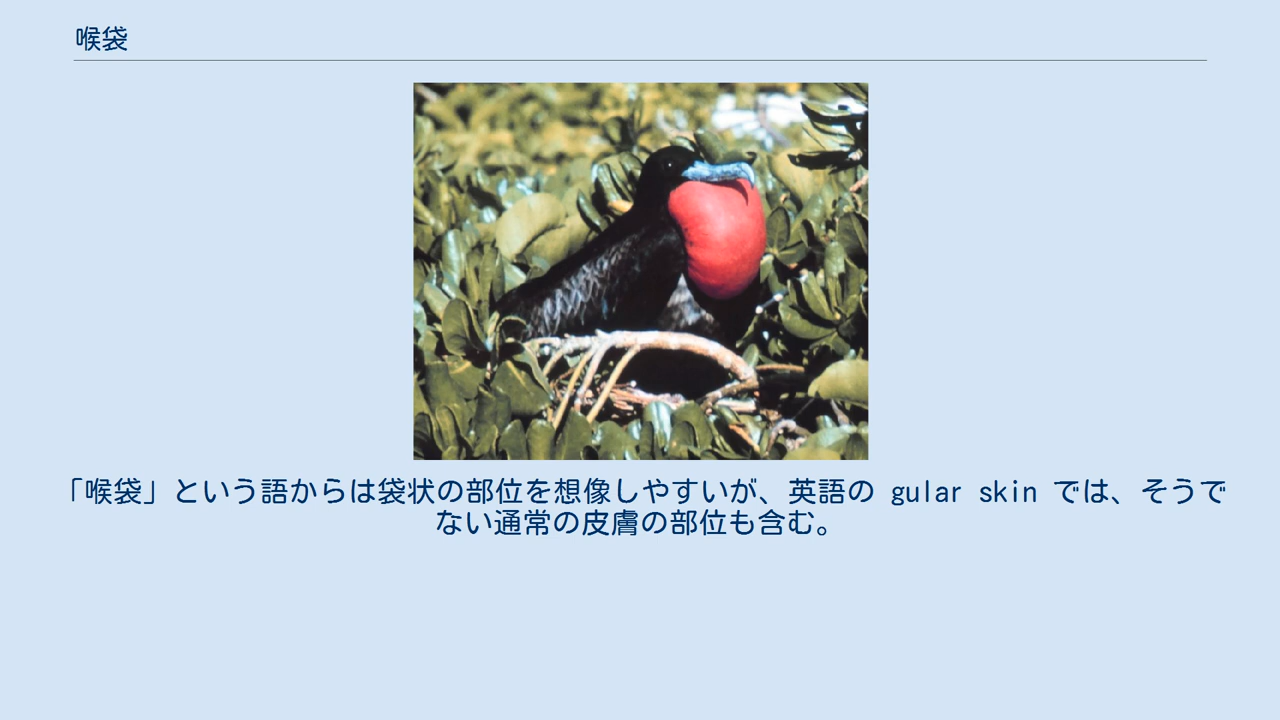 喉袋
「喉袋」という語からは袋状の部位を想像しやすいが、英語の gular skin では、そうで
ない通常の皮膚の部位も含む。